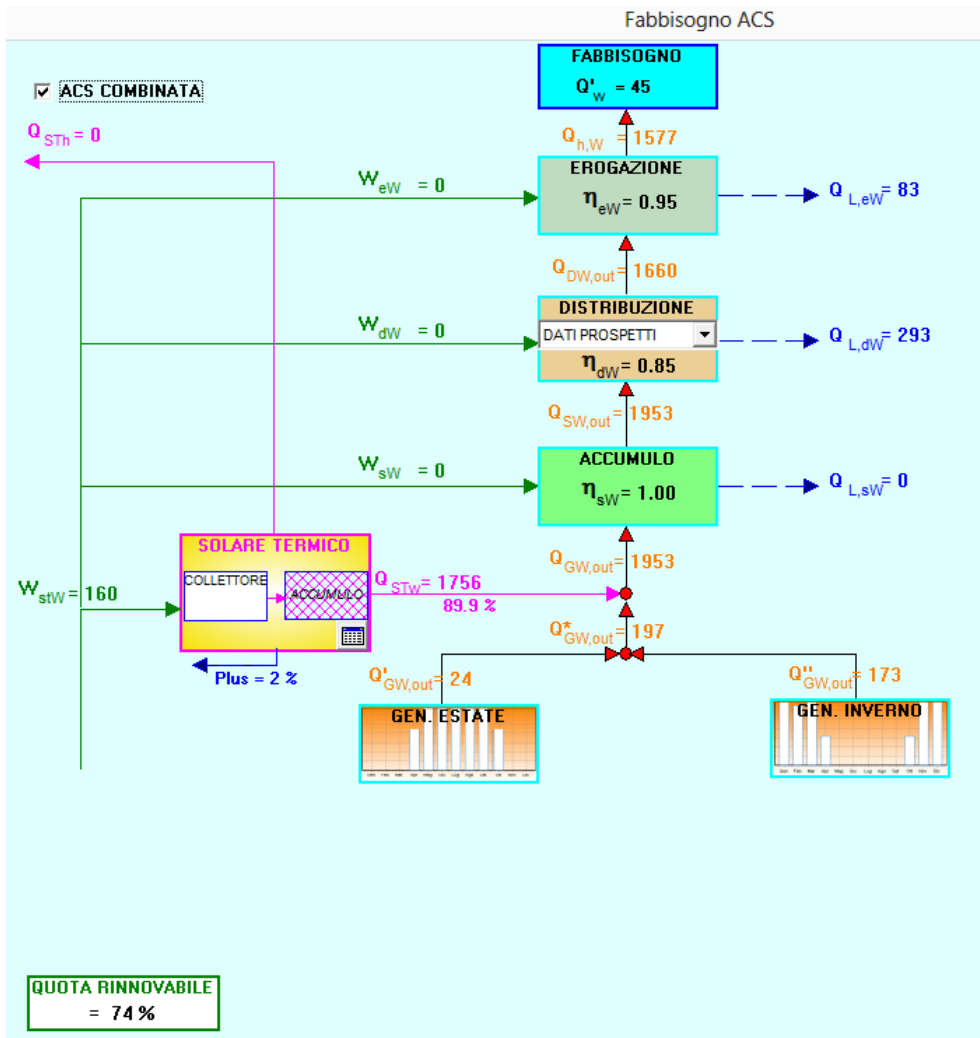 Fabbisogno ACS
FABBISOGNO
Q'W = 45
ACS COMBINATA
Qh,W = 1577
QSTh = 0
EROGAZIONE
ηeW = 0.95
WeW = 0
QL,eW = 83
QDW,out = 1660
DISTRIBUZIONE
DATI PROSPETTI
ηdW = 0.85
WdW = 0
QL,dW = 293
QSW,out = 1953
ACCUMULO
ηsW = 1.00
WsW = 0
QL,sW = 0
QGW,out = 1953
SOLARE TERMICO
COLLETTORE
ACCUMULO
QSTw = 1756
89.9 %
WstW = 160
Q*GW,out = 197
Plus = 2 %
Q'GW,out = 24
Q''GW,out = 173
GEN. ESTATE
GEN. INVERNO
QUOTA RINNOVABILE
= 74 %